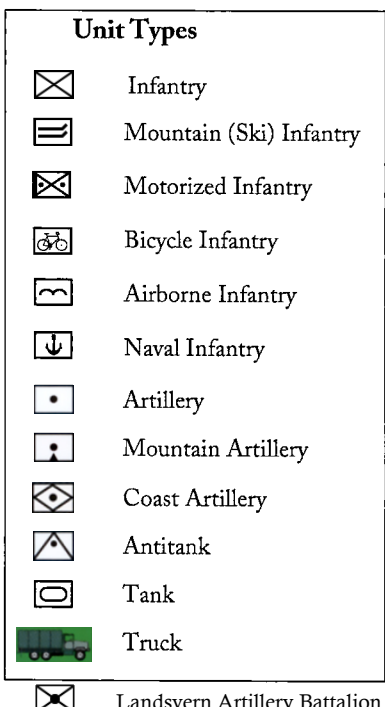 Unit Types
Infantry
Mountain (Ski) Infantry
Motorized Infantry
Bicycle Infantry
Airborne Infantry
Naval Infantry
Artillery
Mountain Artillery
Coast Artillery
Antitank
Tank
Truck
Landsvern Artillery Battalion